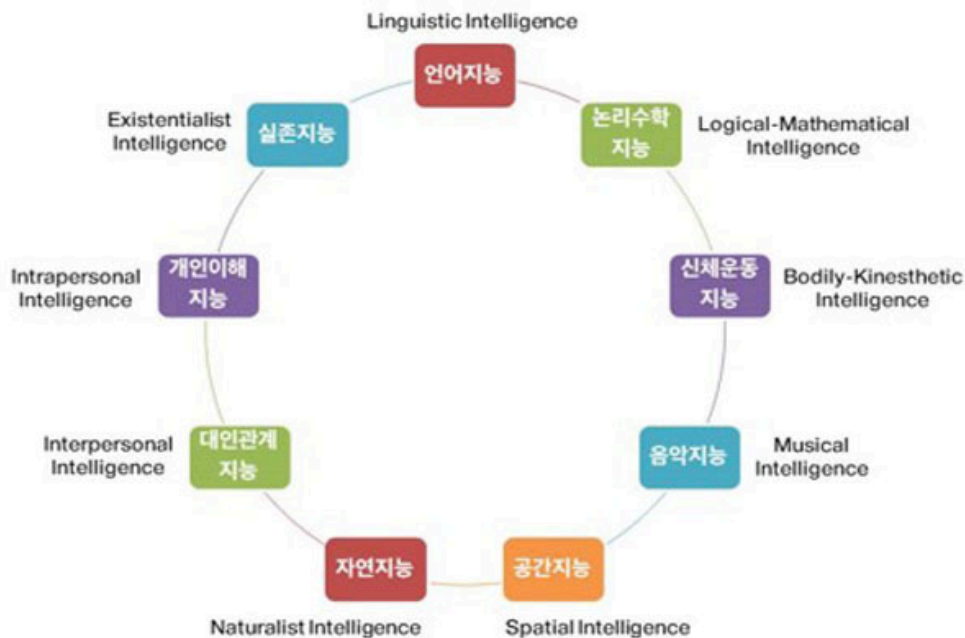 Linguistic Intelligence
언어지능
논리수학
지능
Logical-Mathematical
Intelligence
신체운동
지능
Bodily-Kinesthetic
Intelligence
음악지능
Musical
Intelligence
공간지능
Spatial Intelligence
자연지능
Naturalist Intelligence
대인관계
지능
Interpersonal
Intelligence
개인이해
지능
Intrapersonal
Intelligence
실존지능
Existentialist
Intelligence